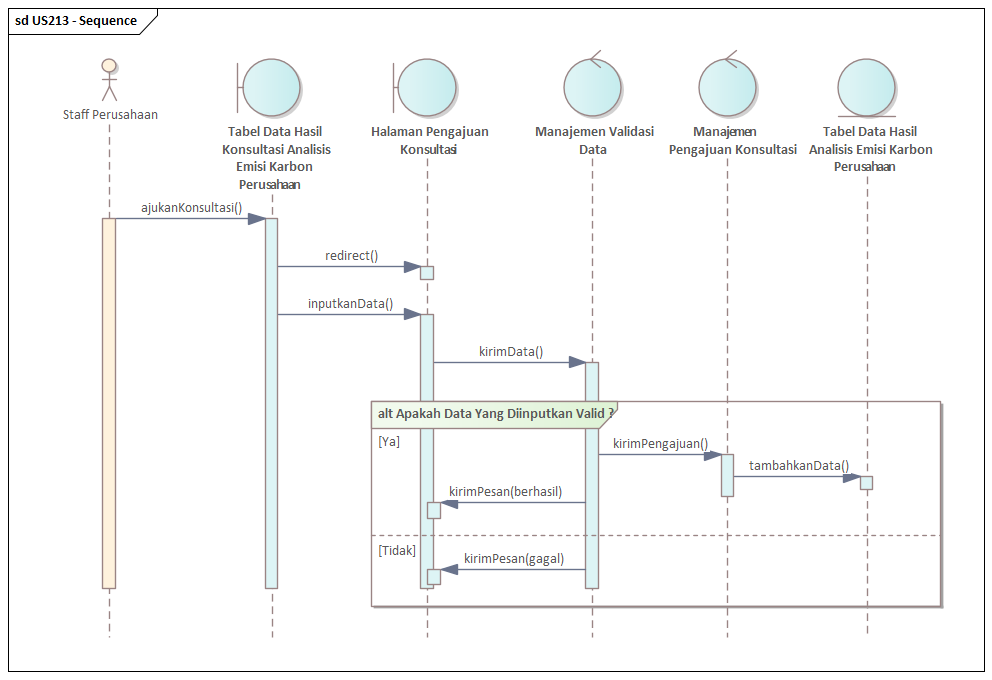 sd US213 - Sequence
Staff Perusahaan
Tabel Data Hasil
Konsultasi Analisis
Emisi Karbon
Perusahaan
Halaman Pengajuan
Konsultasi
Manajemen Validasi
Data
Manajemen
Pengajuan Konsultasi
Tabel Data Hasil
Analisis Emisi Karbon
Perusahaan
ajukanKonsultasi()
redirect()
inputkanData()
kirimData()
alt Apakah Data Yang Diinputkan Valid ?
[Ya]
kirimPengajuan()
tambahkanData()
kirimPesan(berhasil)
[Tidak]
kirimPesan(gagal)